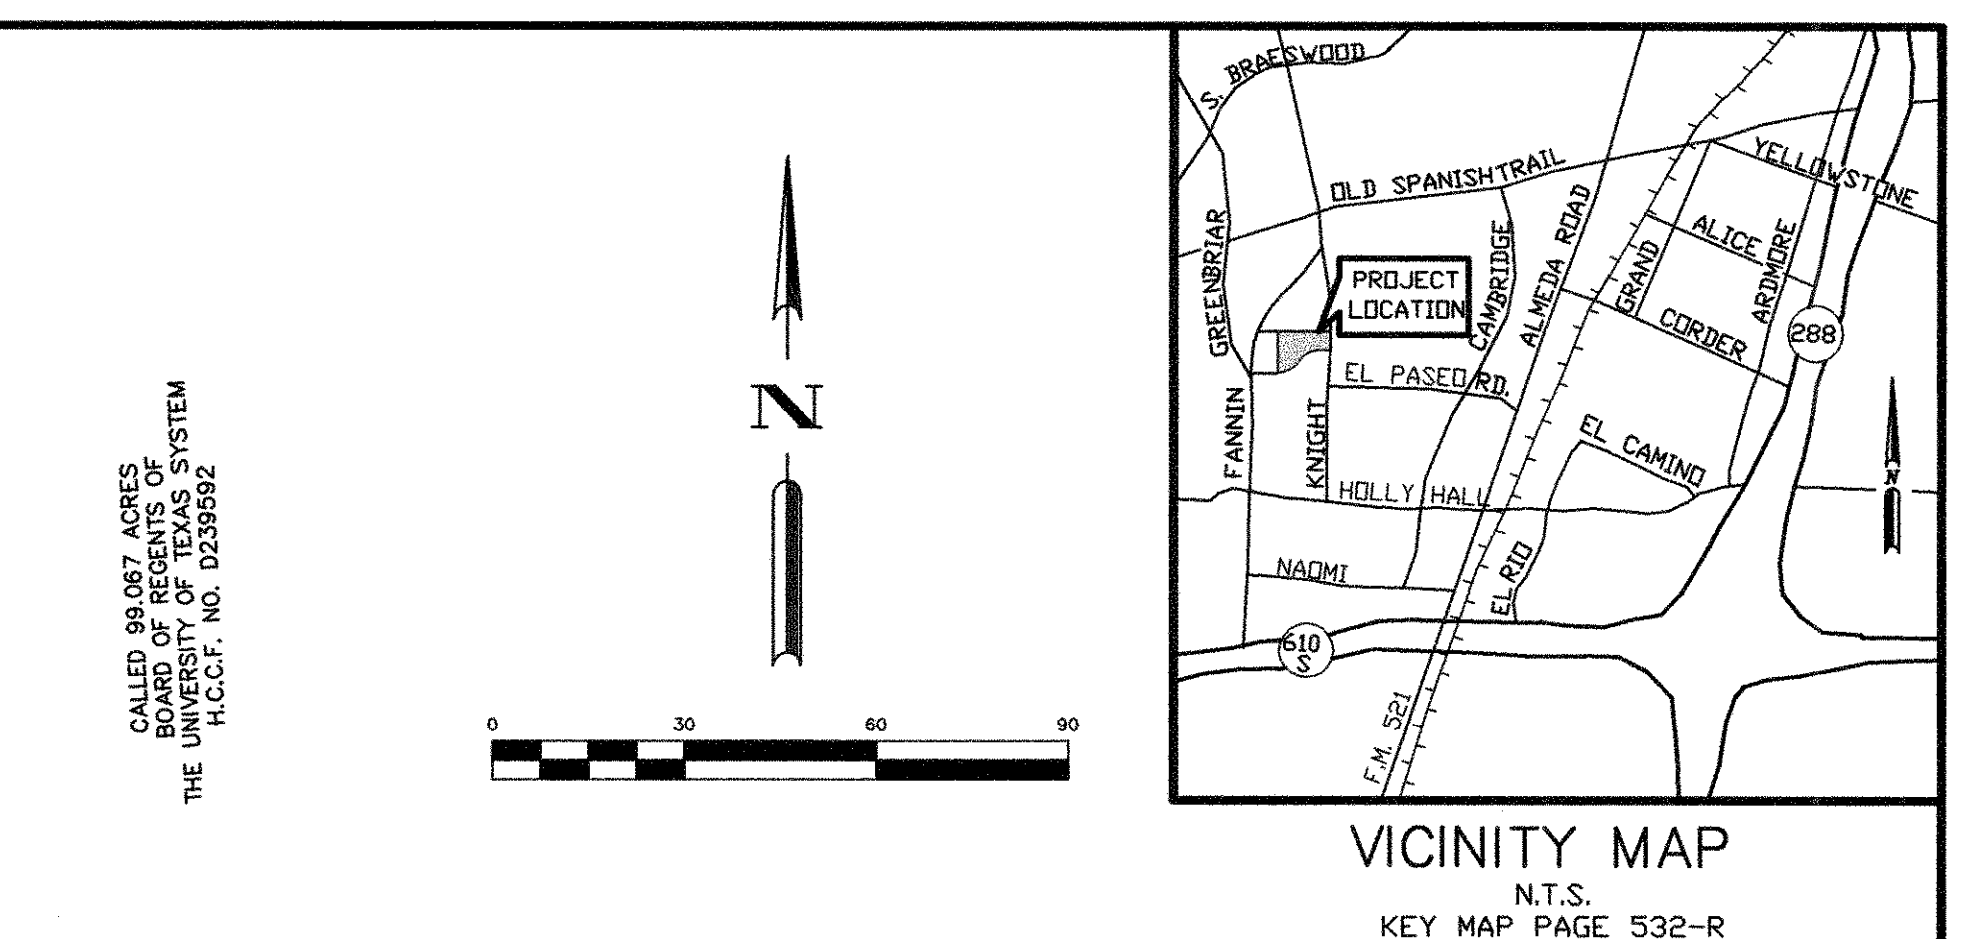 CALLED 99.067 ACRES
BOARD OF REGENTS OF
THE UNIVERSITY OF TEXAS SYSTEM
H.C.C.F. NO. D239592
N
0 30 60 90
S. BRAESWOOD
OLD SPANISH TRAIL
YELLOWSTONE
GREENBRIAR
CAMBRIDGE
ALMEDA ROAD
GRAND
ALICE
ARDMORE
PROJECT
LOCATION
CORDER
288
EL PASEO RD.
FANNIN
KNIGHT
EL CAMINO
N
HOLLY HALL
NAOMI
EL RIO
610
S
F.M. 521
VICINITY MAP
N.T.S.
KEY MAP PAGE 532-R